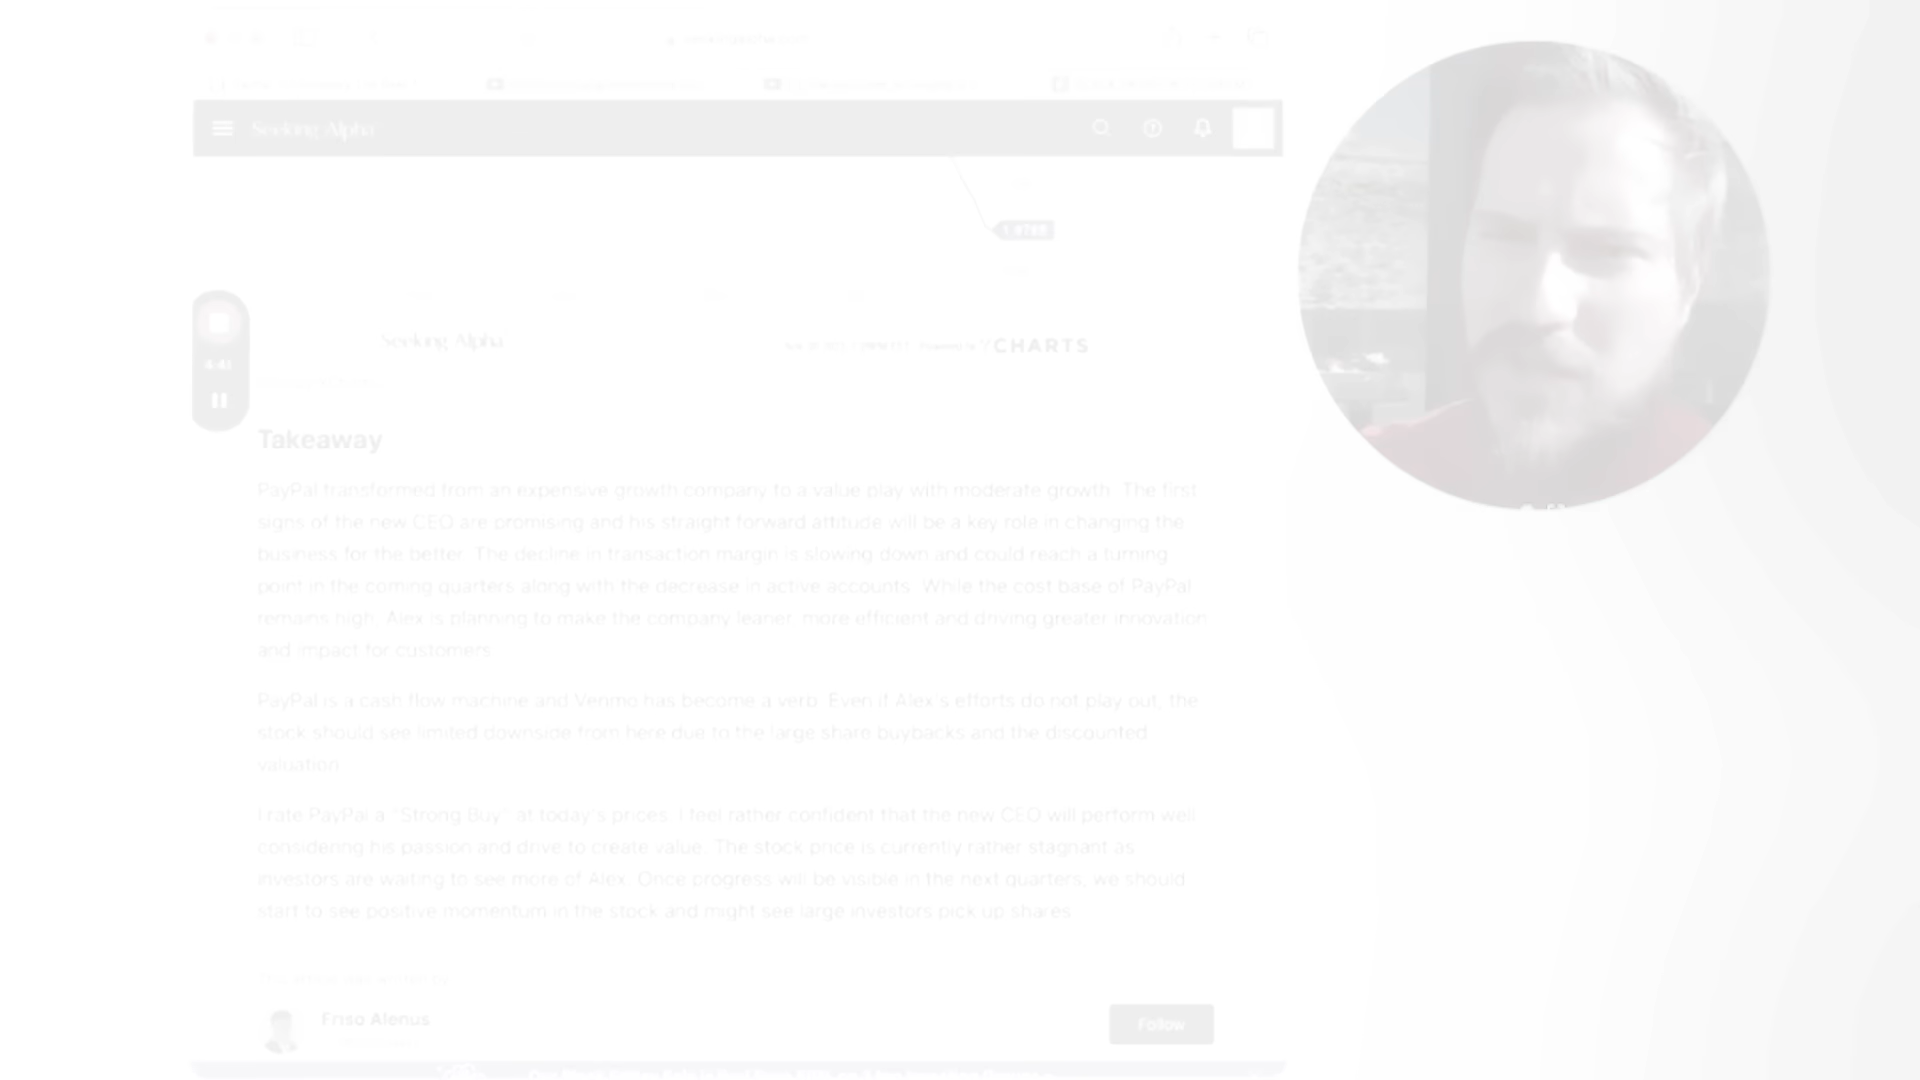 Seeking Alpha
4:41
Seeking Alpha
Powered by YCHARTS
Takeaway
PayPal transformed from an expensive growth company to a value play with moderate growth. The first
signs of the new CEO are promising and his straight forward attitude will be a key role in changing the
business for the better. The decline in transaction margin is slowing down and could reach a turning
point in the coming quarters along with the decrease in active accounts. While the cost base of PayPal
remains high, Alex is planning to make the company leaner, more efficient and driving greater innovation
and impact for customers.
PayPal is a cash flow machine and Venmo has become a verb. Even if Alex's efforts do not play out, the
stock should see limited downside from here due to the large share buybacks and the discounted
valuation.
I rate PayPal a "Strong Buy" at today's prices. I feel rather confident that the new CEO will perform well
considering his passion and drive to create value. The stock price is currently rather stagnant as
investors are waiting to see more of Alex. Once progress will be visible in the next quarters, we should
start to see positive momentum in the stock and might see large investors pick up shares.
This article was written by
Friso Alenus
Follow